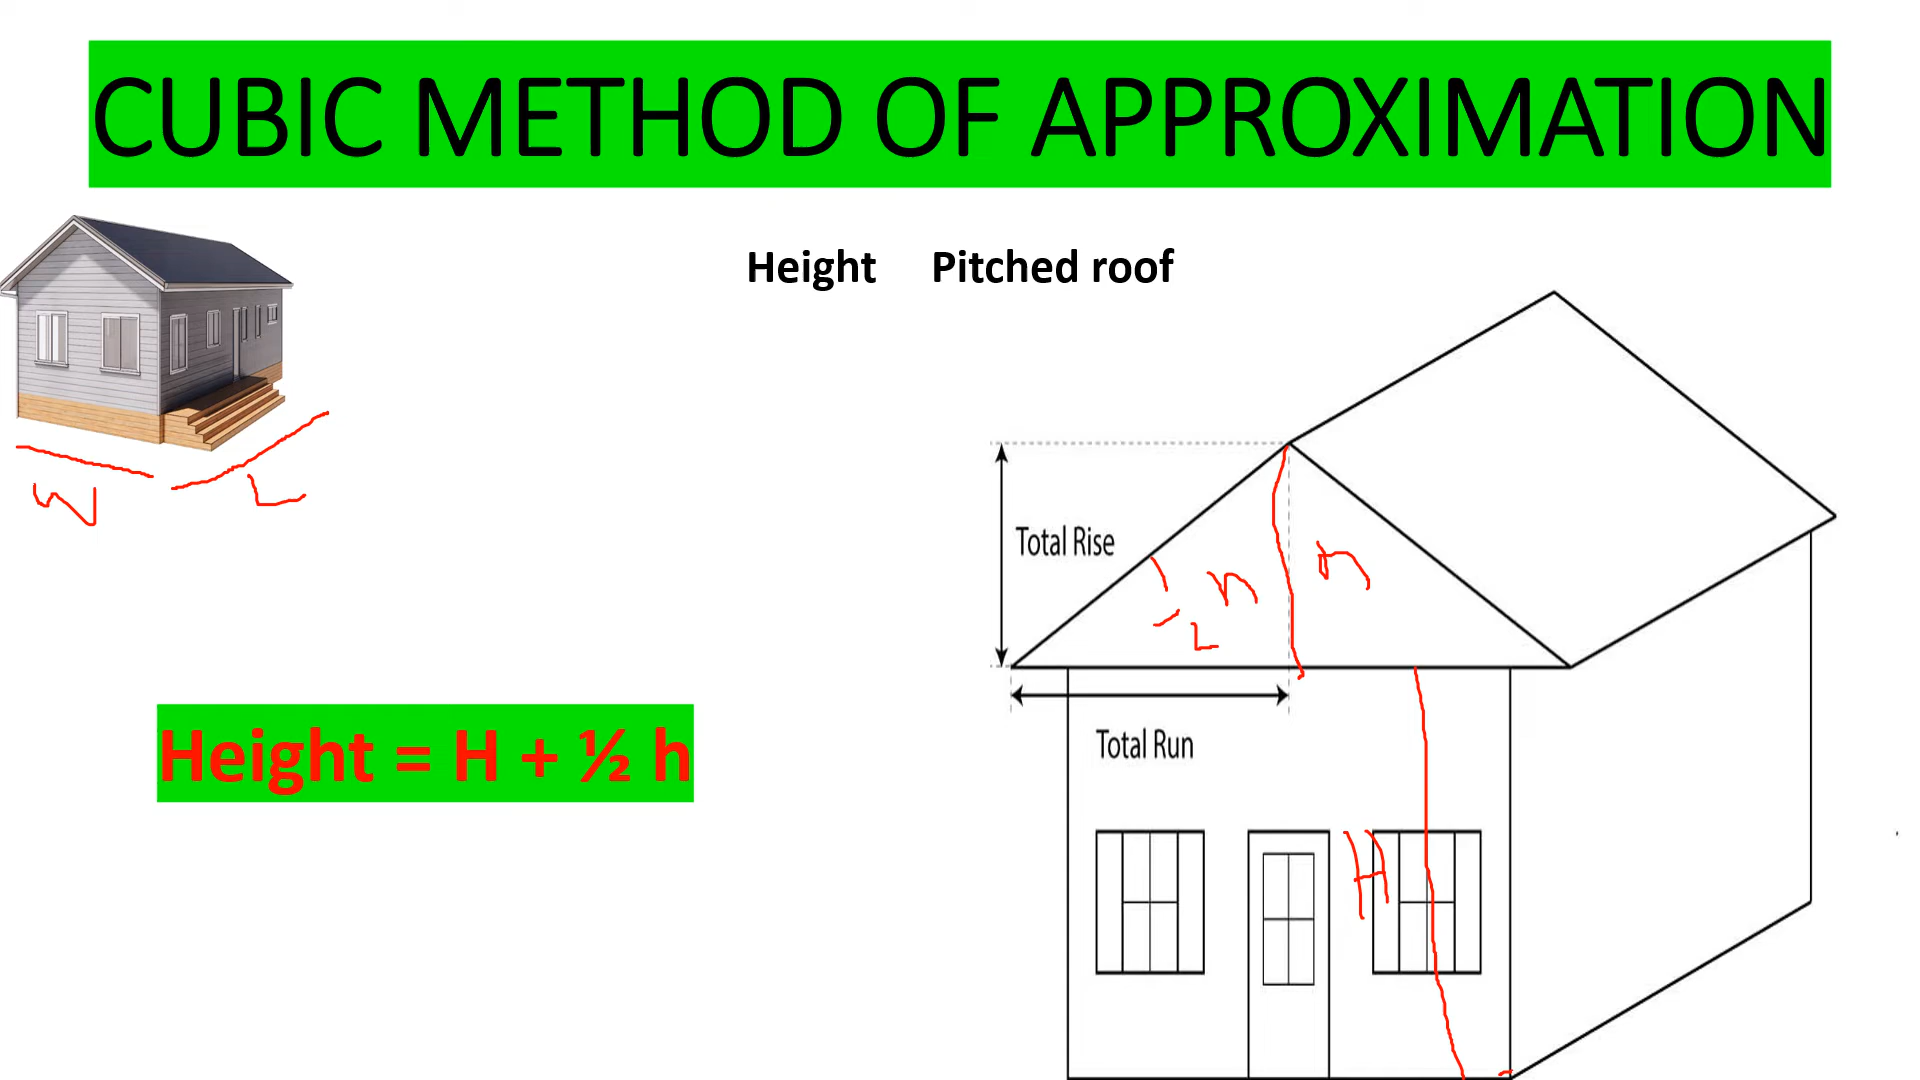 CUBIC METHOD OF APPROXIMATION
Height Pitched roof
W
L
Total Rise
1/2 h
h
Total Run
Height = H + ½ h
H